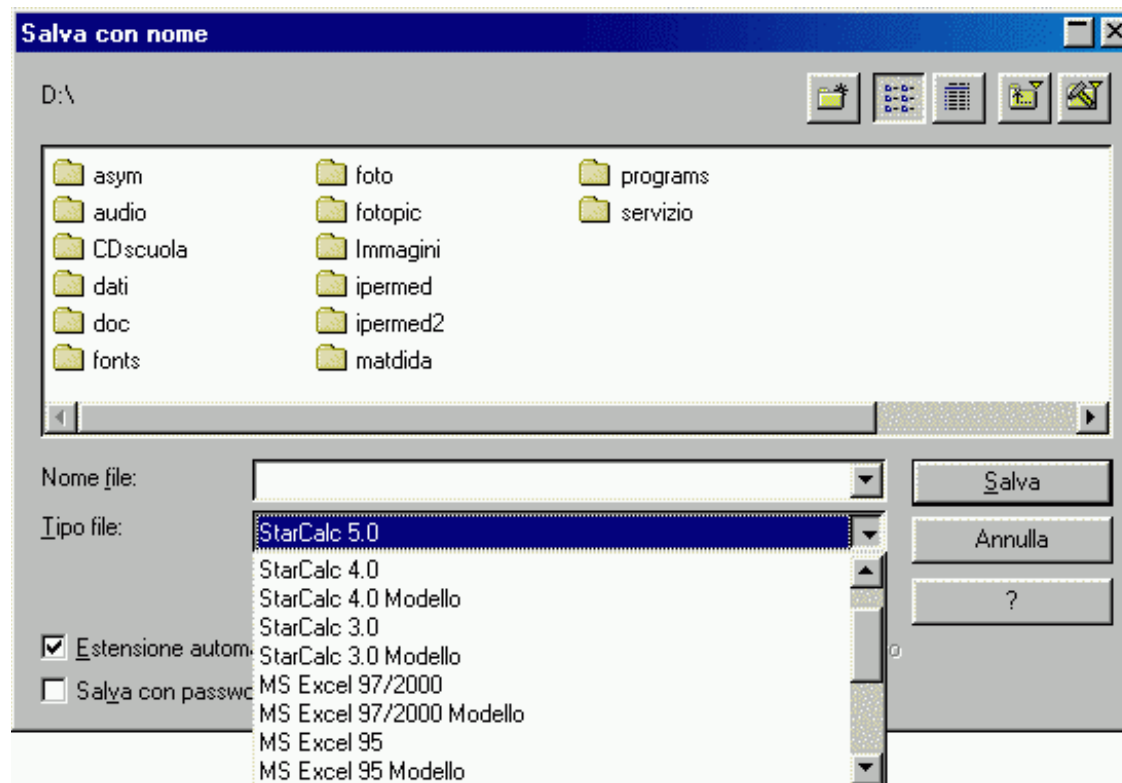 Salva con nome
D:\
asym
audio
CDscuola
dati
doc
fonts
foto
fotopic
Immagini
ipermed
ipermed2
matdida
programs
servizio
Nome file:
Salva
Tipo file:
StarCalc 5.0
Annulla
StarCalc 4.0
StarCalc 4.0 Modello
?
StarCalc 3.0
StarCalc 3.0 Modello
MS Excel 97/2000
MS Excel 97/2000 Modello
MS Excel 95
MS Excel 95 Modello
Estensione
Salva con